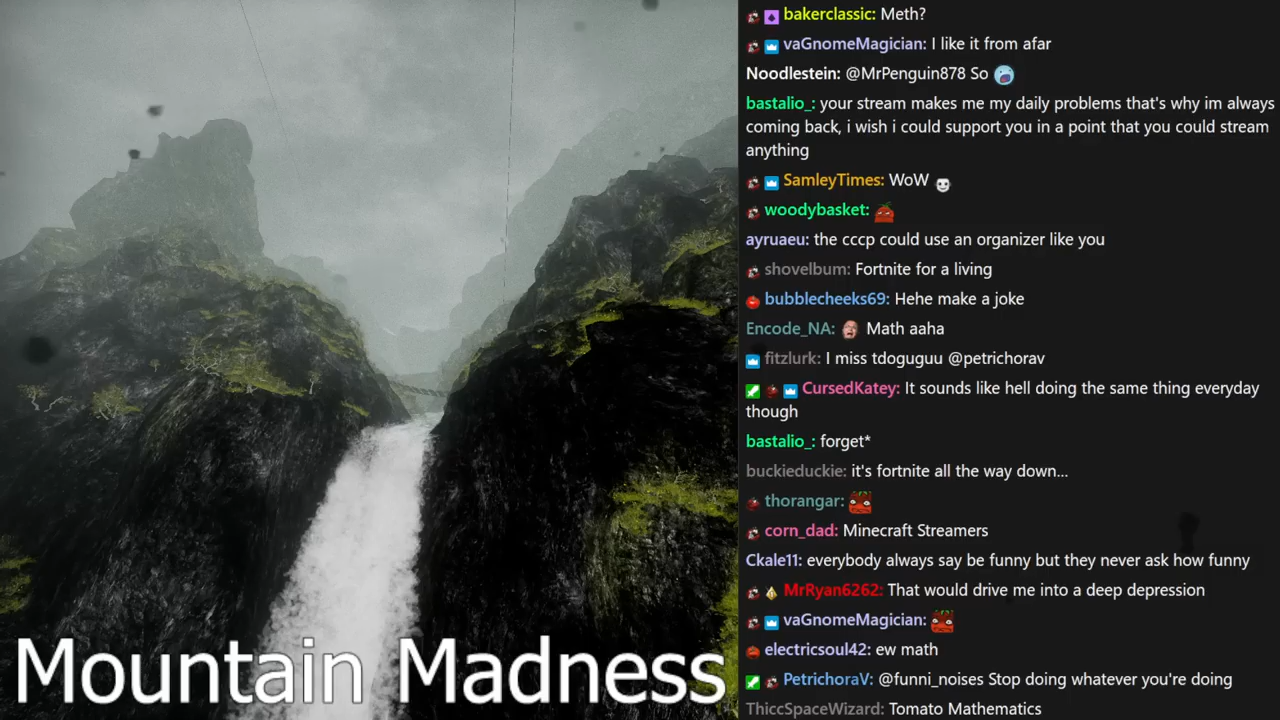 bakerclassic: Meth?
vaGnomeMagician: I like it from afar
Noodlestein: @MrPenguin878 So
bastalio_: your stream makes me my daily problems that's why im always
coming back, i wish i could support you in a point that you could stream
anything
SamleyTimes: WoW
woodybasket:
ayruaeu: the cccp could use an organizer like you
shovelbum: Fortnite for a living
bubblecheeks69: Hehe make a joke
Encode_NA: Math aaha
fitzlurk: I miss tdoguguu @petrichorav
CursedKatey: It sounds like hell doing the same thing everyday
though
bastalio_: forget*
buckieduckie: it's fortnite all the way down...
thorangar:
corn_dad: Minecraft Streamers
Ckale11: everybody always say be funny but they never ask how funny
MrRyan6262: That would drive me into a deep depression
vaGnomeMagician:
electricsoul42: ew math
PetrichoraV: @funni_noises Stop doing whatever you're doing
ThiccSpaceWizard: Tomato Mathematics
Mountain Madness